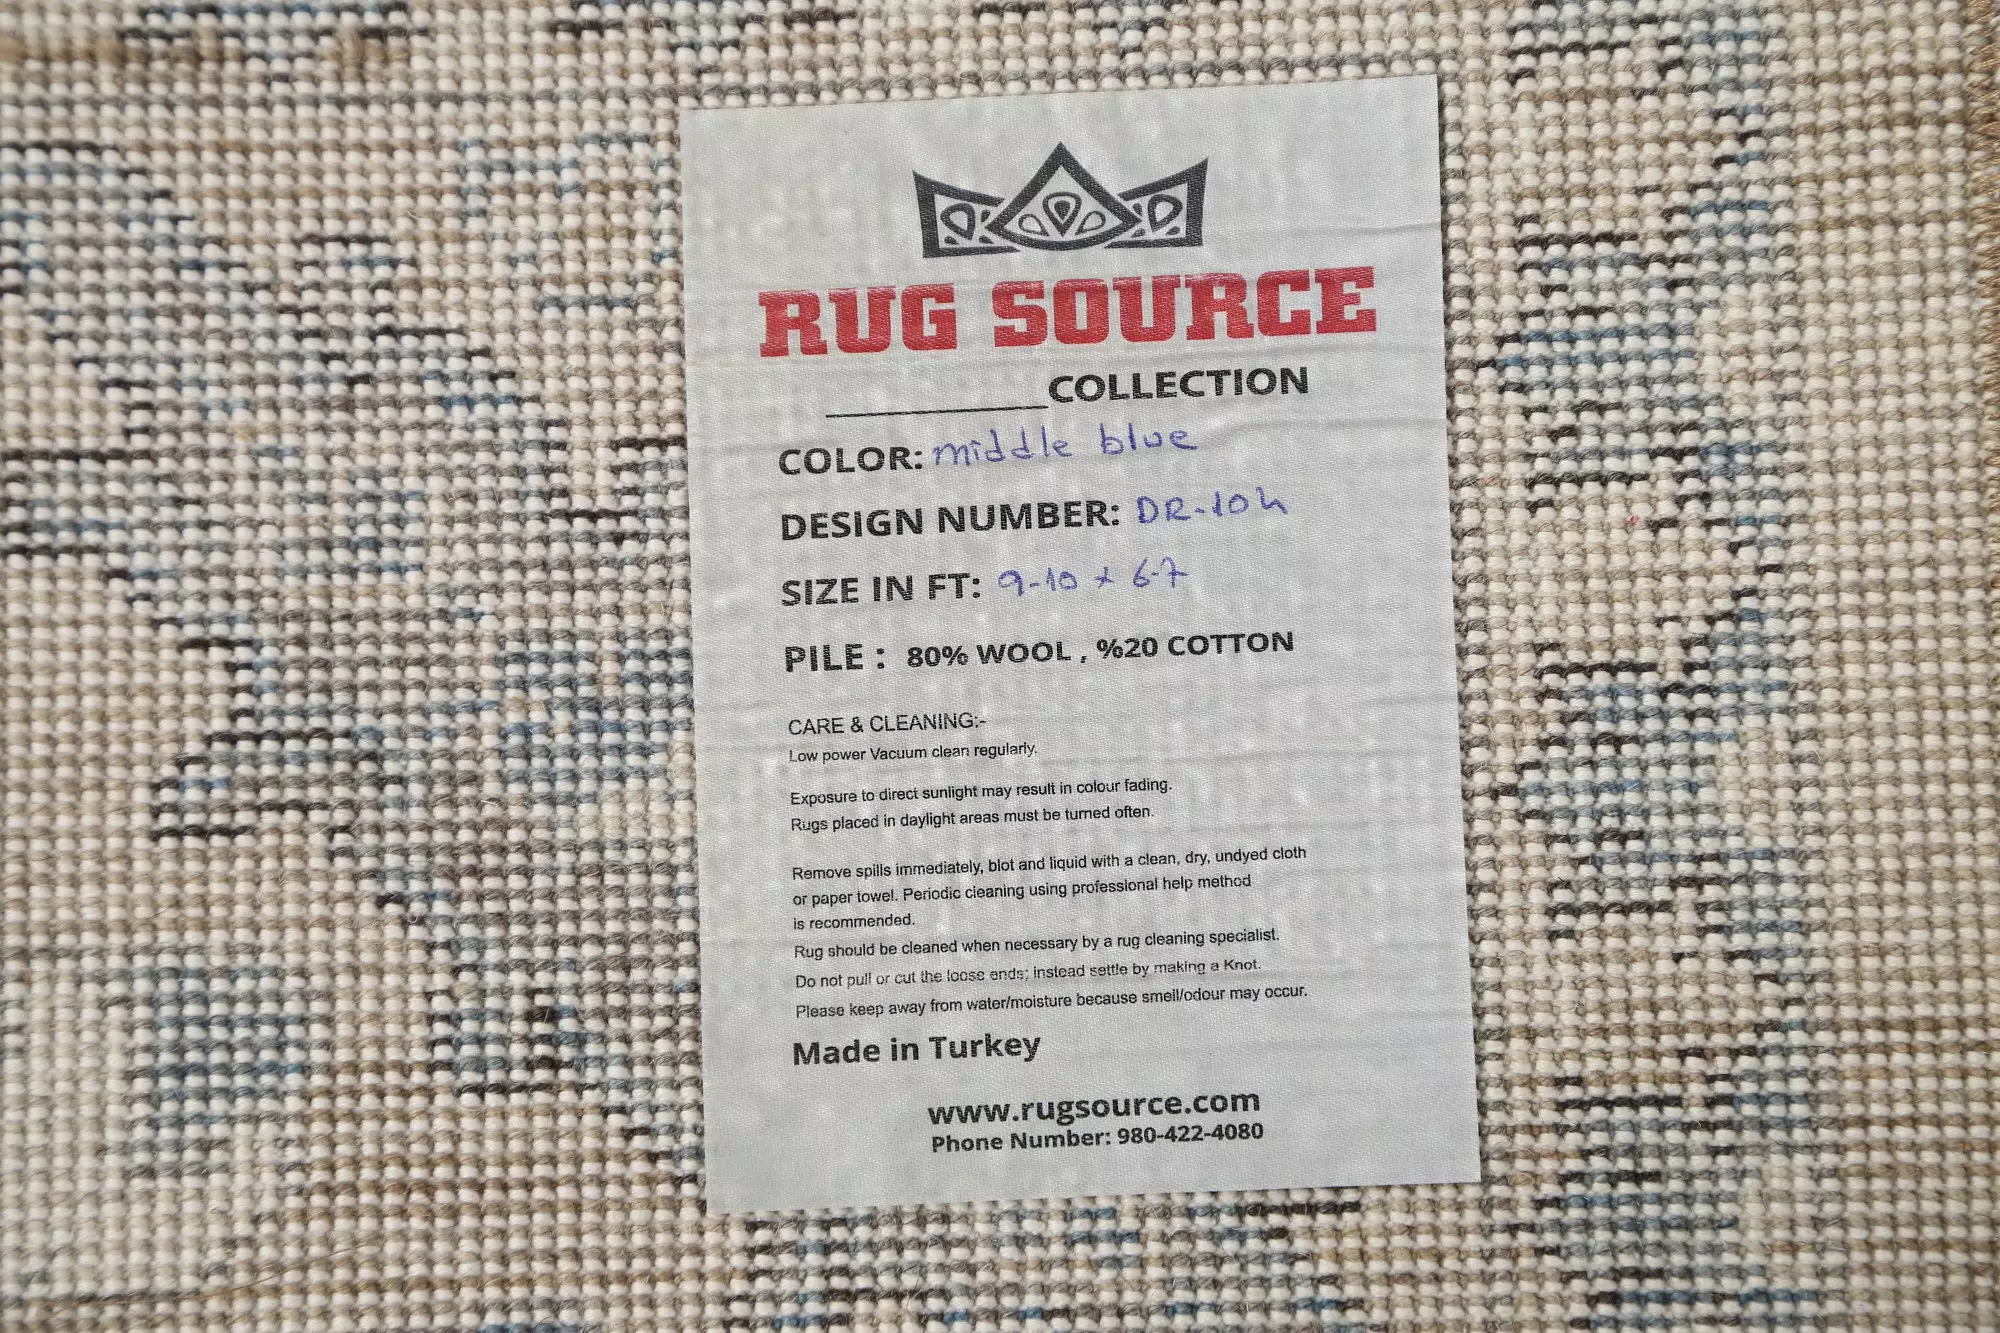 RUG SOURCE
___________COLLECTION
COLOR: middle blue
DESIGN NUMBER: DR-104
SIZE IN FT: 9-10 x 6-7
PILE : 80% WOOL , %20 COTTON
CARE & CLEANING:-
Low power Vacuum clean regularly.
Exposure to direct sunlight may result in colour fading.
Rugs placed in daylight areas must be turned often.
Remove spills immediately, blot and liquid with a clean, dry, undyed cloth
or paper towel. Periodic cleaning using professional help method
is recommended.
Rug should be cleaned when necessary by a rug cleaning specialist.
Do not pull or cut the loose ends; instead settle by making a Knot.
Please keep away from water/moisture because smell/odour may occur.
Made in Turkey
www.rugsource.com
Phone Number: 980-422-4080